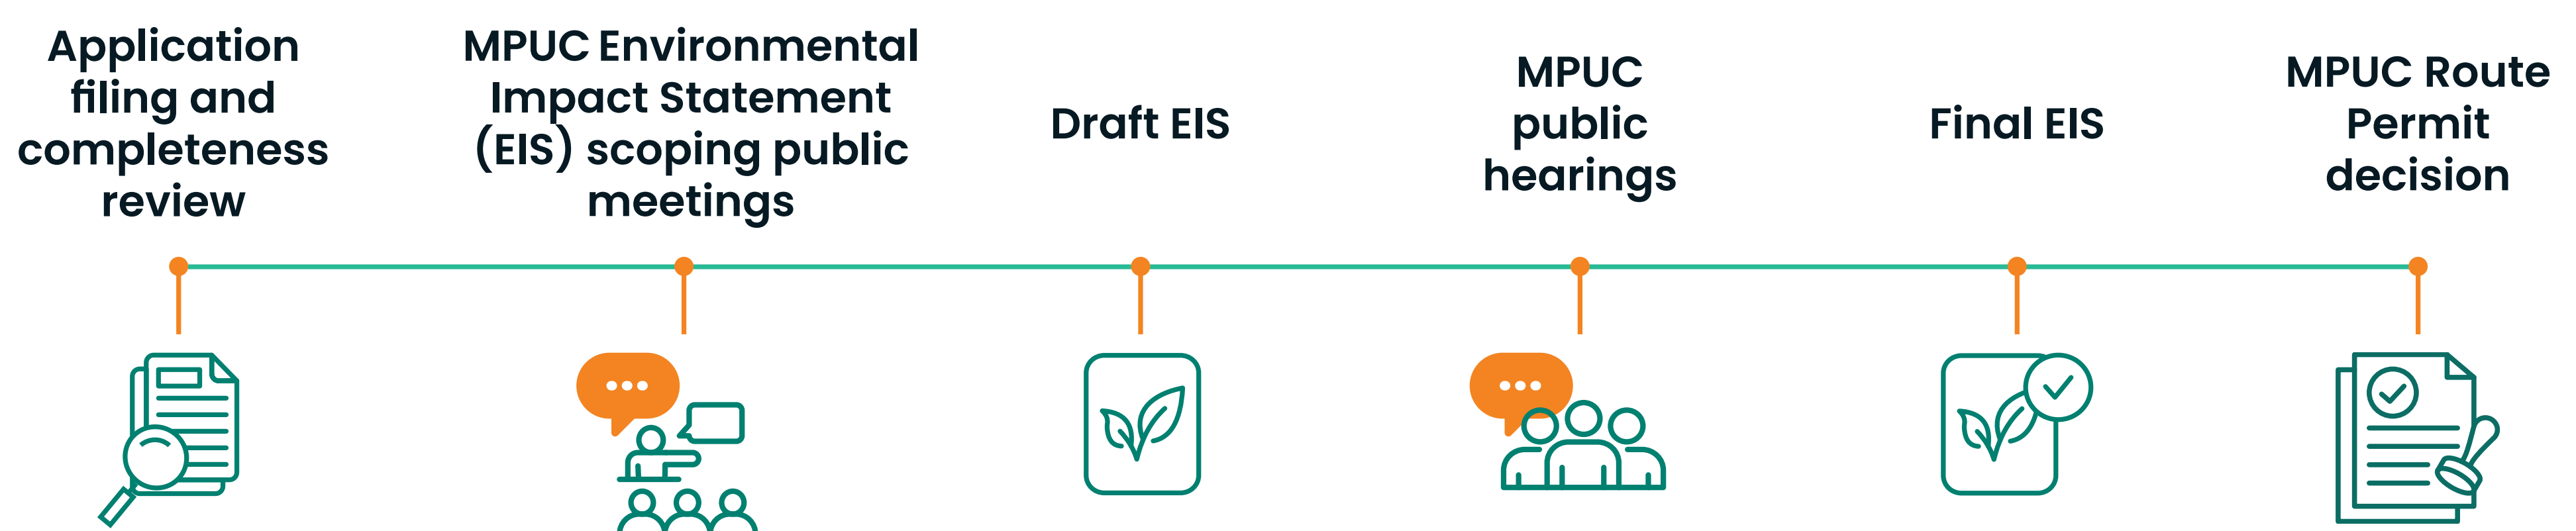 Application
filing and
completeness
review
MPUC Environmental
Impact Statement
(EIS) scoping public
meetings
Draft EIS
MPUC
public
hearings
Final EIS
MPUC Route
Permit
decision